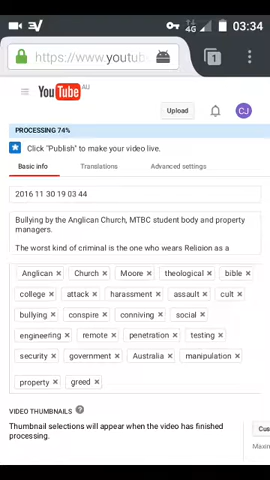 4G 03:34
https://www.youtub 1
YouTube AU
Upload CJ
PROCESSING 74%
Click "Publish" to make your video live.
Basic info Translations Advanced settings
2016 11 30 19 03 44
Bullying by the Anglican Church, MTBC student body and property
managers.
The worst kind of criminal is the one who wears Religion as a
Anglican × Church × Moore × theological × bible ×
college × attack × harassment × assault × cult ×
bullying × conspire × conniving × social ×
engineering × remote × penetration × testing ×
security × government × Australia × manipulation ×
property × greed ×
VIDEO THUMBNAILS ?
Thumbnail selections will appear when the video has finished
processing.
Cus
Maxim